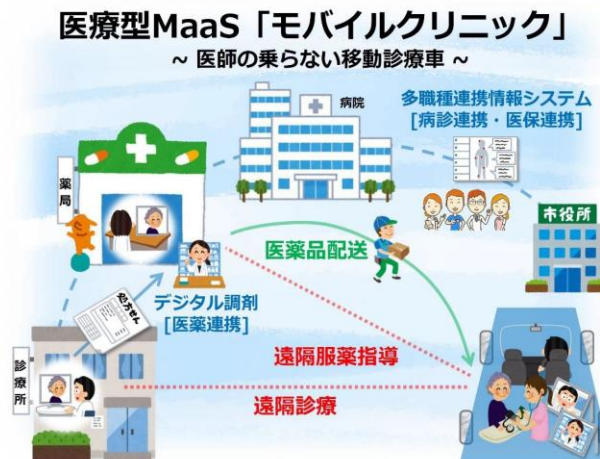 医療型MaaS「モバイルクリニック」
~ 医師の乗らない移動診療車 ~
病院
多職種連携情報システム
[病診連携・医保連携]
薬局
市役所
医薬品配送
処方せん
デジタル調剤
[医薬連携]
遠隔服薬指導
診療所
遠隔診療